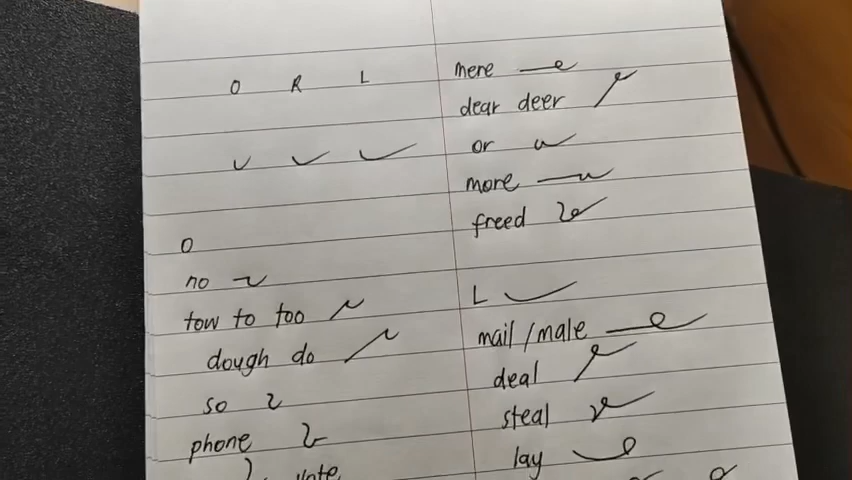 O R L
O
no
tow to too
dough do
so
phone
vote
mere
dear deer
or
more
freed
L
mail/male
deal
steal
lay